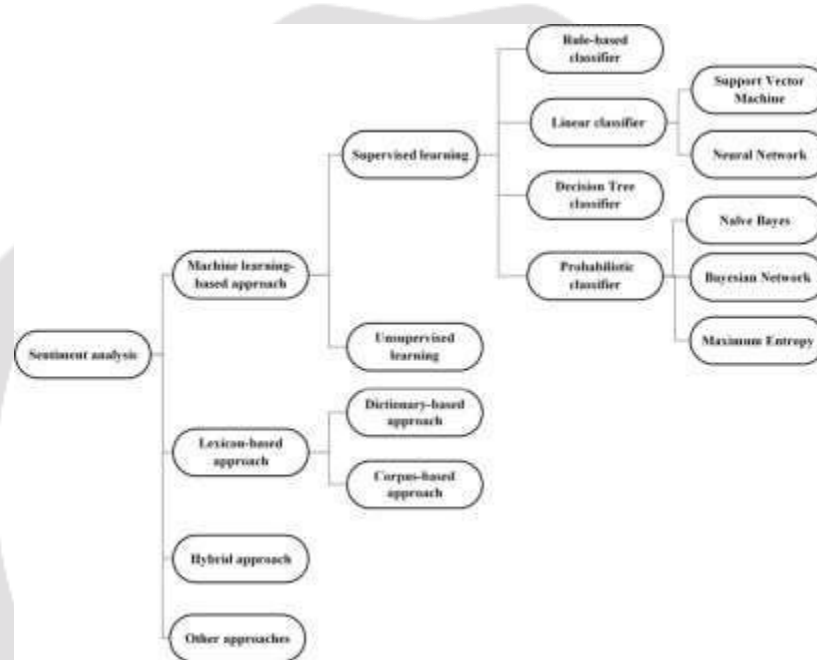 Rule-based
classifier
Support Vector
Machine
Linear classifier
Supervised learning
Neural Network
Decision Tree
classifier
Naïve Bayes
Machine learning-
based approach
Probabilistic
classifier
Bayesian Network
Unsupervised
learning
Maximum Entropy
Sentiment analysis
Dictionary-based
approach
Lexicon-based
approach
Corpus-based
approach
Hybrid approach
Other approaches